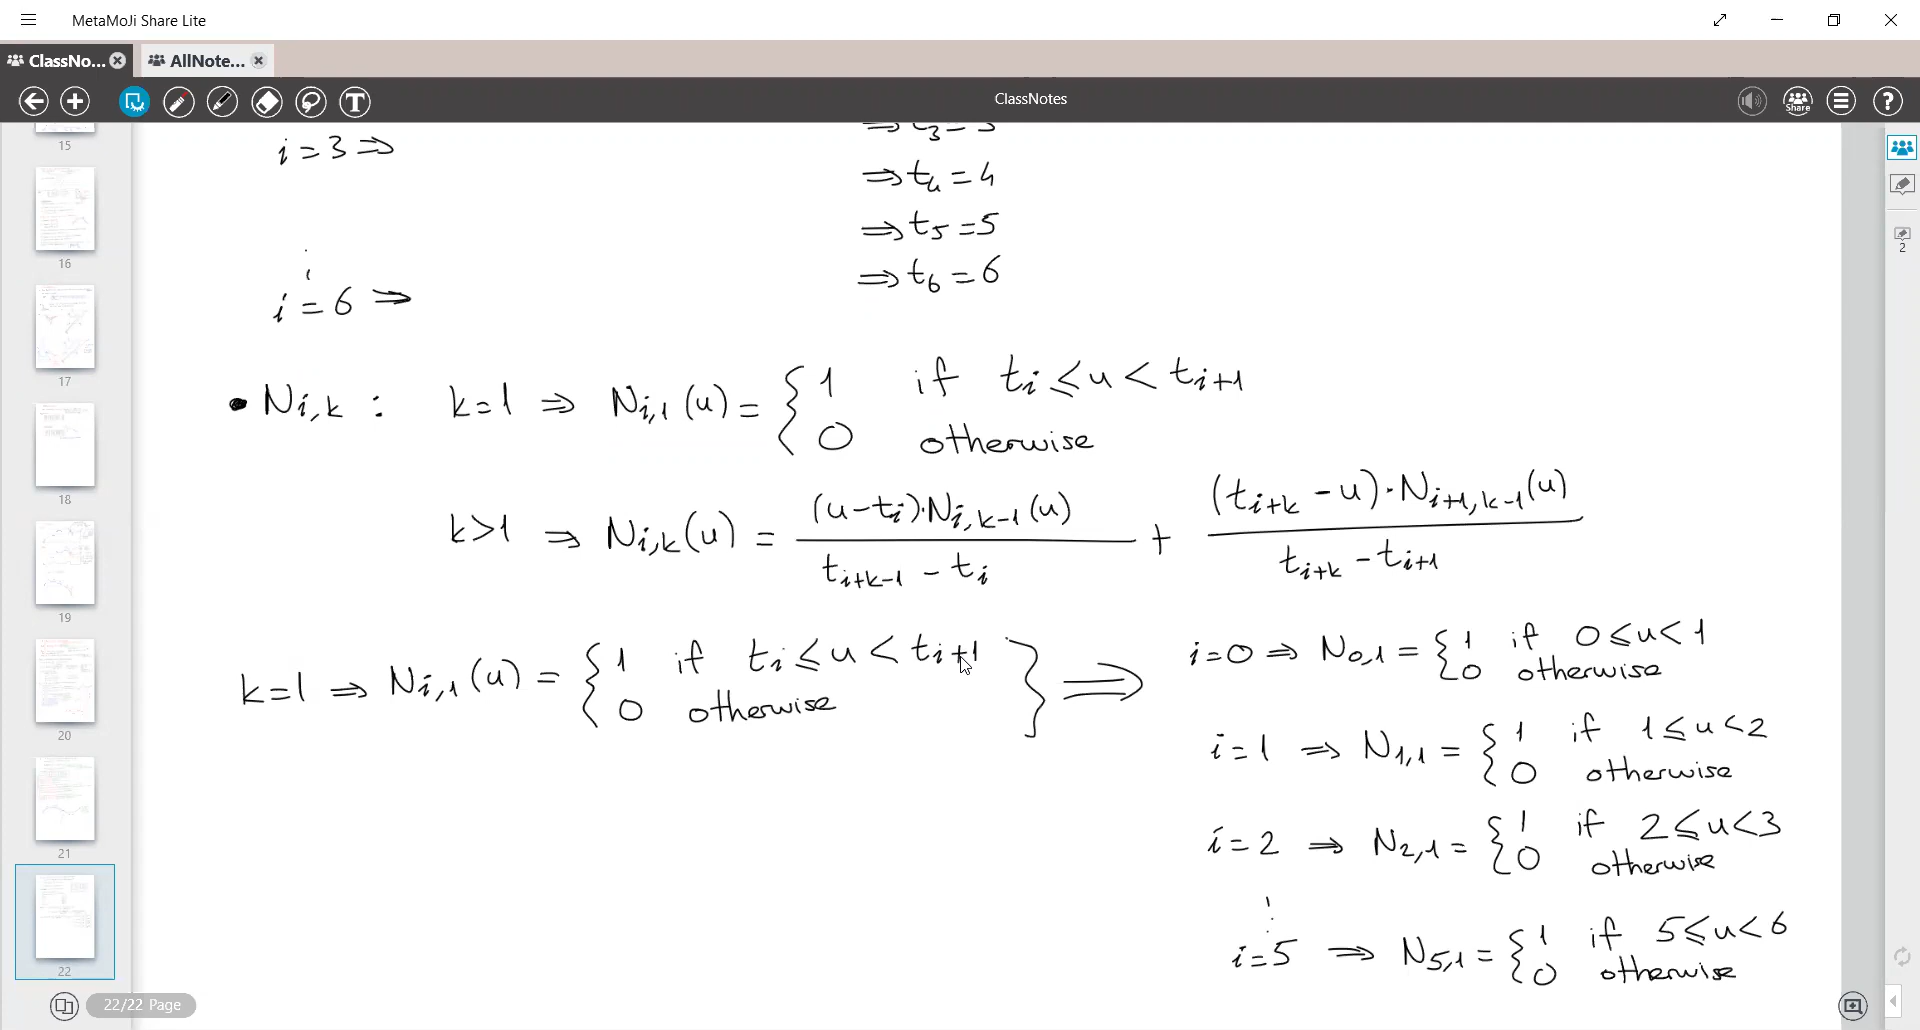 MetaMoJi Share Lite
ClassNo...
AllNote...
ClassNotes
Share
15
16
17
18
19
20
21
22
22/22 Page
2
i = 3 ⇒
⋮
i = 6 ⇒
⇒ t₃ = 3
⇒ t₄ = 4
⇒ t₅ = 5
⇒ t₆ = 6
• Ni,k : k=1 ⇒ Ni,1(u) = { 1 if ti ≤ u < ti+1
0 otherwise
k>1 ⇒ Ni,k(u) = (u-ti)·Ni,k-1(u) / ti+k-1 - ti + (ti+k - u)·Ni+1,k-1(u) / ti+k - ti+1
k=1 ⇒ Ni,1(u) = { 1 if ti ≤ u < ti+1
0 otherwise } ⇒
i=0 ⇒ N0,1 = { 1 if 0 ≤ u < 1
0 otherwise
i=1 ⇒ N1,1 = { 1 if 1 ≤ u < 2
0 otherwise
i=2 ⇒ N2,1 = { 1 if 2 ≤ u < 3
0 otherwise
⋮
i=5 ⇒ N5,1 = { 1 if 5 ≤ u < 6
0 otherwise